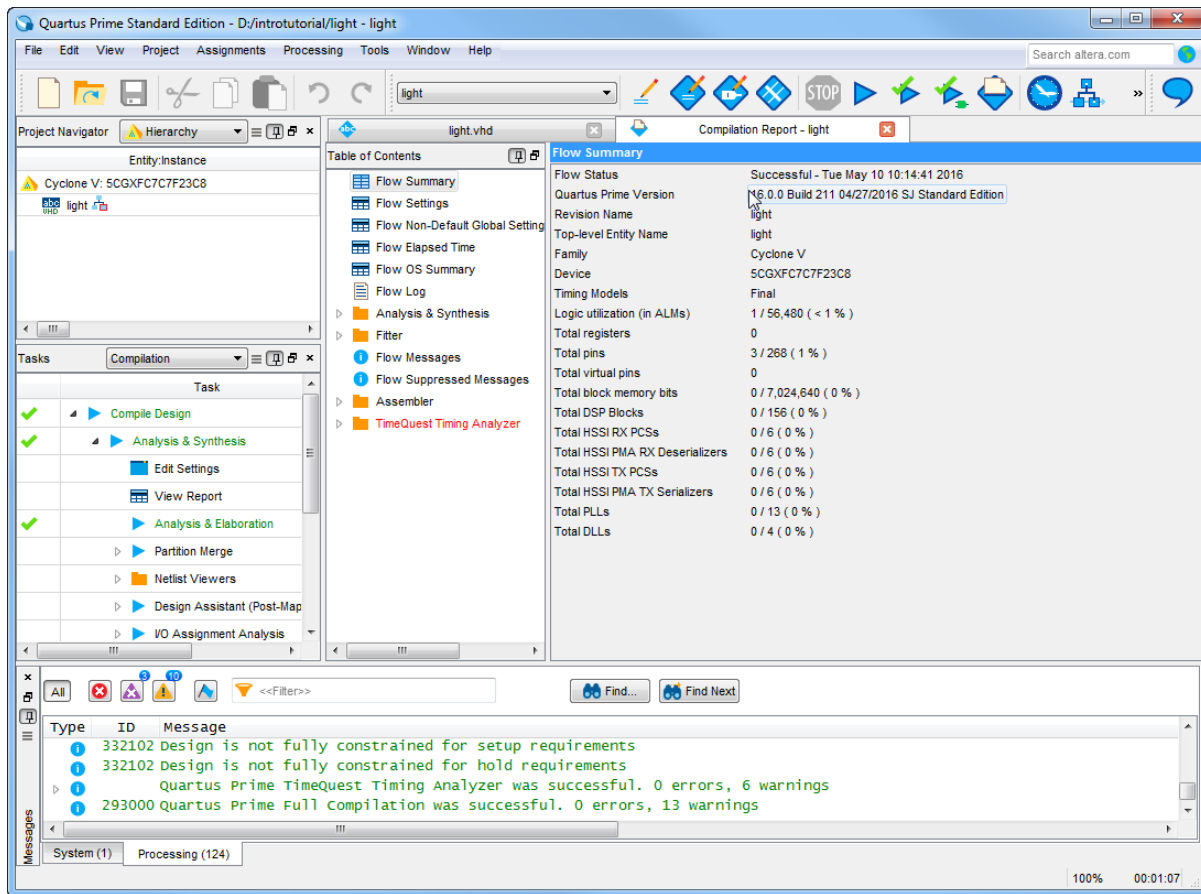 Quartus Prime Standard Edition - D:/introtutorial/light - light
File Edit View Project Assignments Processing Tools Window Help
Search altera.com
light
STOP
»
Project Navigator Hierarchy
Entity:Instance
Cyclone V: 5CGXFC7C7F23C8
abc VHD light
Tasks Compilation
Task
Compile Design
Analysis & Synthesis
Edit Settings
View Report
Analysis & Elaboration
Partition Merge
Netlist Viewers
Design Assistant (Post-Map
I/O Assignment Analysis
abc light.vhd
Compilation Report - light
Table of Contents
Flow Summary
Flow Settings
Flow Non-Default Global Setting
Flow Elapsed Time
Flow OS Summary
Flow Log
Analysis & Synthesis
Fitter
Flow Messages
Flow Suppressed Messages
Assembler
TimeQuest Timing Analyzer
Flow Summary
Flow Status Successful - Tue May 10 10:14:41 2016
Quartus Prime Version 16.0.0 Build 211 04/27/2016 SJ Standard Edition
Revision Name light
Top-level Entity Name light
Family Cyclone V
Device 5CGXFC7C7F23C8
Timing Models Final
Logic utilization (in ALMs) 1 / 56,480 ( < 1 % )
Total registers 0
Total pins 3 / 268 ( 1 % )
Total virtual pins 0
Total block memory bits 0 / 7,024,640 ( 0 % )
Total DSP Blocks 0 / 156 ( 0 % )
Total HSSI RX PCSs 0 / 6 ( 0 % )
Total HSSI PMA RX Deserializers 0 / 6 ( 0 % )
Total HSSI TX PCSs 0 / 6 ( 0 % )
Total HSSI PMA TX Serializers 0 / 6 ( 0 % )
Total PLLs 0 / 13 ( 0 % )
Total DLLs 0 / 4 ( 0 % )
All 3 10 <<Filter>> Find... Find Next
Type ID Message
332102 Design is not fully constrained for setup requirements
332102 Design is not fully constrained for hold requirements
Quartus Prime TimeQuest Timing Analyzer was successful. 0 errors, 6 warnings
293000 Quartus Prime Full Compilation was successful. 0 errors, 13 warnings
Messages
System (1) Processing (124)
100% 00:01:07